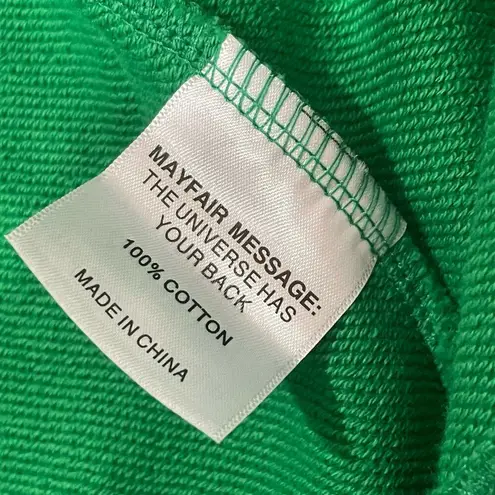 MAYFAIR MESSAGE:
THE UNIVERSE HAS
YOUR BACK
100% COTTON
MADE IN CHINA